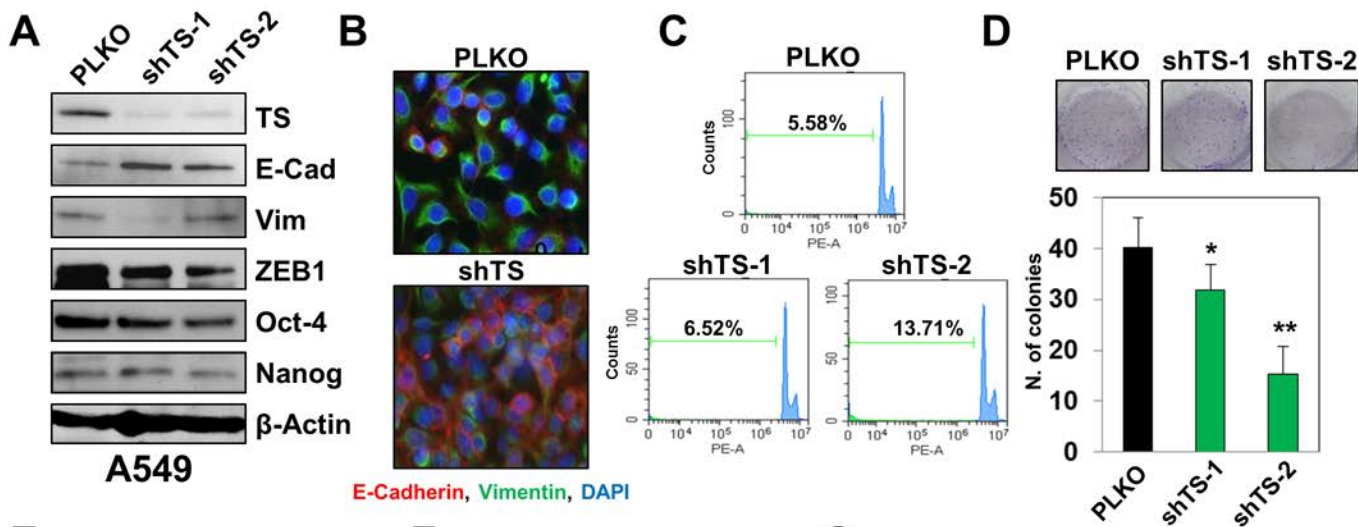 A
PLKO
shTS-1
shTS-2
TS
E-Cad
Vim
ZEB1
Oct-4
Nanog
β-Actin
A549
B
PLKO
shTS
E-Cadherin, Vimentin, DAPI
C
PLKO
Counts
100
50
0
5.58%
0 10⁴ 10⁵ 10⁶ 10⁷
PE-A
shTS-1
Counts
100
50
0
6.52%
0 10⁴ 10⁵ 10⁶ 10⁷
PE-A
shTS-2
100
50
0
13.71%
0 10⁴ 10⁵ 10⁶ 10⁷
PE-A
D
PLKO shTS-1 shTS-2
N. of colonies
50
40
30
20
10
0
*
**
PLKO
shTS-1
shTS-2